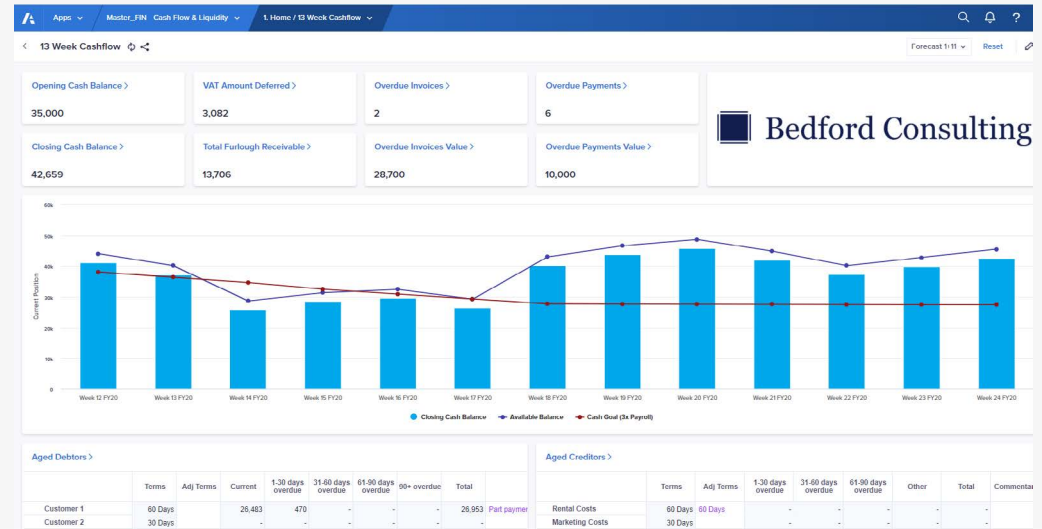 Apps Master_FIN Cash Flow & Liquidity 1. Home / 13 Week Cashflow ?
13 Week Cashflow Reset
Opening Cash Balance > VAT Amount Deferred > Overdue Invoices > Overdue Payments >
35,000 3,082 2 6
Bedford Consulting
Closing Cash Balance > Total Furlough Receivable > Overdue Invoices Value > Overdue Payments Value >
42,659 13,706 28,700 10,000
60k
50k
40k
30k
20k
10k
0
Current Position
Week 12 FY20 Week 13 FY20 Week 14 FY20 Week 15 FY20 Week 16 FY20 Week 17 FY20 Week 18 FY20 Week 19 FY20 Week 20 FY20 Week 21 FY20 Week 22 FY20 Week 23 FY20 Week 24 FY20
Closing Cash Balance Available Balance Cash Goal (3x Payroll)
Aged Debtors > Aged Creditors >
Terms Adj Terms Current 1-30 days overdue 31-60 days overdue 61-90 days overdue 90+ overdue Total Terms Adj Terms 1-30 days overdue 31-60 days overdue 61-90 days overdue Other Total Commentar
Customer 1 60 Days 26,483 470 - - - 26,953 Part paymer Rental Costs 60 Days 60 Days - - - - -
Customer 2 30 Days - - - - - - Marketing Costs 30 Days - - - - -